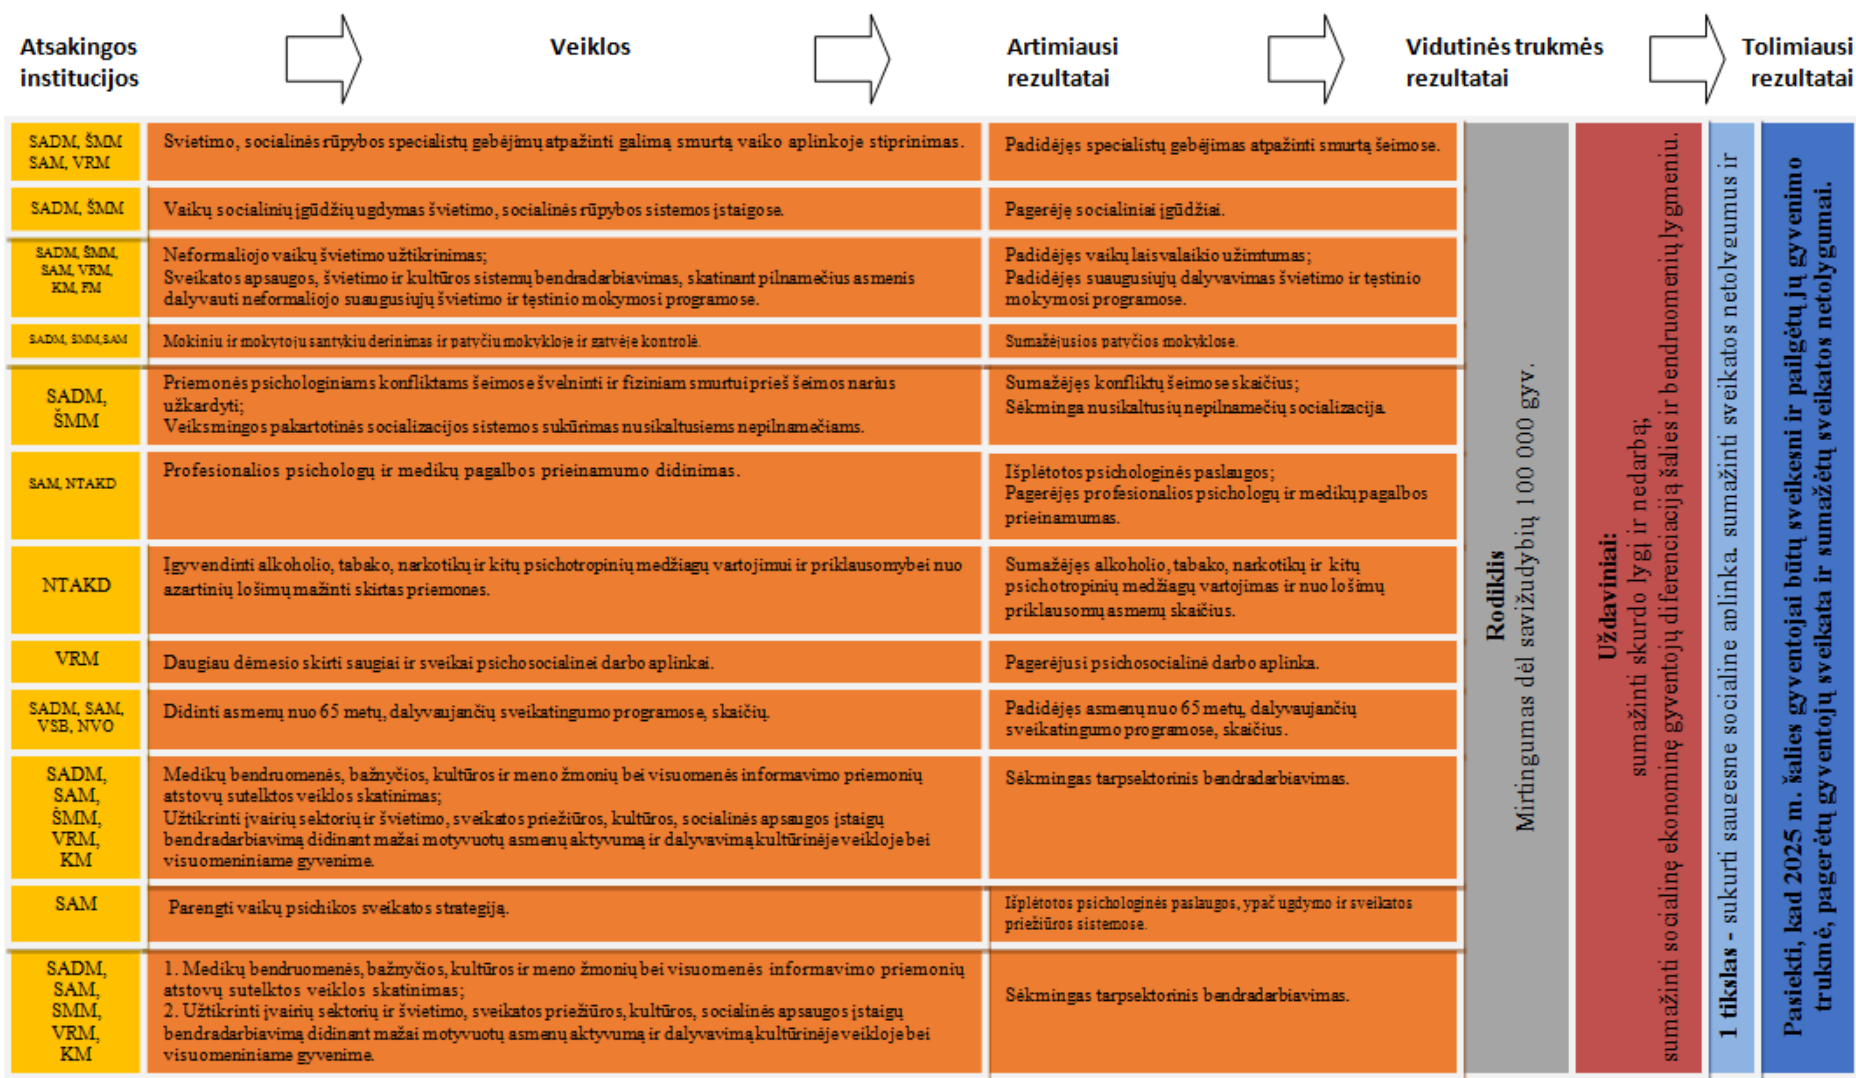 Atsakingos
institucijos
Veiklos
Artimiausi
rezultatai
Vidutinės trukmės
rezultatai
Tolimiausi
rezultatai
SADM, ŠMM
SAM, VRM
Svietimo, socialinės rūpybos specialistų gebėjimų atpažinti galimą smurtą vaiko aplinkoje stiprinimas.
Padidėjęs specialistų gebėjimas atpažinti smurtą šeimose.
SADM, ŠMM
Vaikų socialinių įgūdžių ugdymas švietimo, socialinės rūpybos sistemos įstaigose.
Pagerėję socialiniai įgūdžiai.
SADM, ŠMM,
SAM, VRM,
KM, FM
Neformaliojo vaikų švietimo užtikrinimas;
Sveikatos apsaugos, švietimo ir kultūros sistemų bendradarbiavimas, skatinant pilnamečius asmenis
dalyvauti neformaliojo suaugusiųjų švietimo ir tęstinio mokymosi programose.
Padidėjęs vaikų laisvalaikio užimtumas;
Padidėjęs suaugusiųjų dalyvavimas švietimo ir tęstinio
mokymosi programose.
SADM, ŠMM,SAM
Mokiniu ir mokytoju santykiu derinimas ir patyčiu mokykloje ir gatvėje kontrolė.
Sumažėjusios patyčios mokyklose.
SADM,
ŠMM
Priemonės psichologiniams konfliktams šeimose švelninti ir fiziniam smurtui prieš šeimos narius
užkardyti;
Veiksmingos pakartotinės socializacijos sistemos sukūrimas nusikaltusiems nepilnamečiams.
Sumažėjęs konfliktų šeimose skaičius;
Sėkminga nusikaltusių nepilnamečių socializacija.
SAM, NTAKD
Profesionalios psichologų ir medikų pagalbos prieinamumo didinimas.
Išplėtotos psichologinės paslaugos;
Pagerėjęs profesionalios psichologų ir medikų pagalbos
prieinamumas.
NTAKD
Įgyvendinti alkoholio, tabako, narkotikų ir kitų psichotropinių medžiagų vartojimui ir priklausomybei nuo
azartinių lošimų mažinti skirtas priemones.
Sumažėjęs alkoholio, tabako, narkotikų ir kitų
psichotropinių medžiagų vartojimas ir nuo lošimų
priklausomų asmenų skaičius.
VRM
Daugiau dėmesio skirti saugiai ir sveikai psichosocialinei darbo aplinkai.
Pagerėjusi psichosocialinė darbo aplinka.
SADM, SAM,
VSB, NVO
Didinti asmenų nuo 65 metų, dalyvaujančių sveikatingumo programose, skaičių.
Padidėjęs asmenų nuo 65 metų, dalyvaujančių
sveikatingumo programose, skaičius.
SADM,
SAM,
ŠMM,
VRM,
KM
Medikų bendruomenės, bažnyčios, kultūros ir meno žmonių bei visuomenės informavimo priemonių
atstovų sutelktos veiklos skatinimas;
Užtikrinti įvairių sektorių ir švietimo, sveikatos priežiūros, kultūros, socialinės apsaugos įstaigų
bendradarbiavimą didinant mažai motyvuotų asmenų aktyvumą ir dalyvavimą kultūrinėje veikloje bei
visuomeniniame gyvenime.
Sėkmingas tarpsektorinis bendradarbiavimas.
SAM
Parengti vaikų psichikos sveikatos strategiją.
Išplėtotos psichologinės paslaugos, ypač ugdymo ir sveikatos
priežiūros sistemose.
SADM,
SAM,
SMM,
VRM,
KM
1. Medikų bendruomenės, bažnyčios, kultūros ir meno žmonių bei visuomenės informavimo priemonių
atstovų sutelktos veiklos skatinimas;
2. Užtikrinti įvairių sektorių ir švietimo, sveikatos priežiūros, kultūros, socialinės apsaugos įstaigų
bendradarbiavimą didinant mažai motyvuotų asmenų aktyvumą ir dalyvavimą kultūrinėje veikloje bei
visuomeniniame gyvenime.
Sėkmingas tarpsektorinis bendradarbiavimas.
Rodiklis
Mirtingumas dėl savižudybių 100 000 gyv.
Uždaviniai:
sumažinti skurdo lygį ir nedarbą;
sumažinti socialinę ekonominę gyventojų diferenciaciją šalies ir bendruomenių lygmeniu.
1 tikslas - sukurti saugesne socialine aplinka. sumažinti sveikatos netolygumus ir
Pasiekti, kad 2025 m. šalies gyventojai būtų sveikesni ir pailgėtų jų gyvenimo
trukmė, pagerėtų gyventojų sveikata ir sumažėtų sveikatos netolygumai.